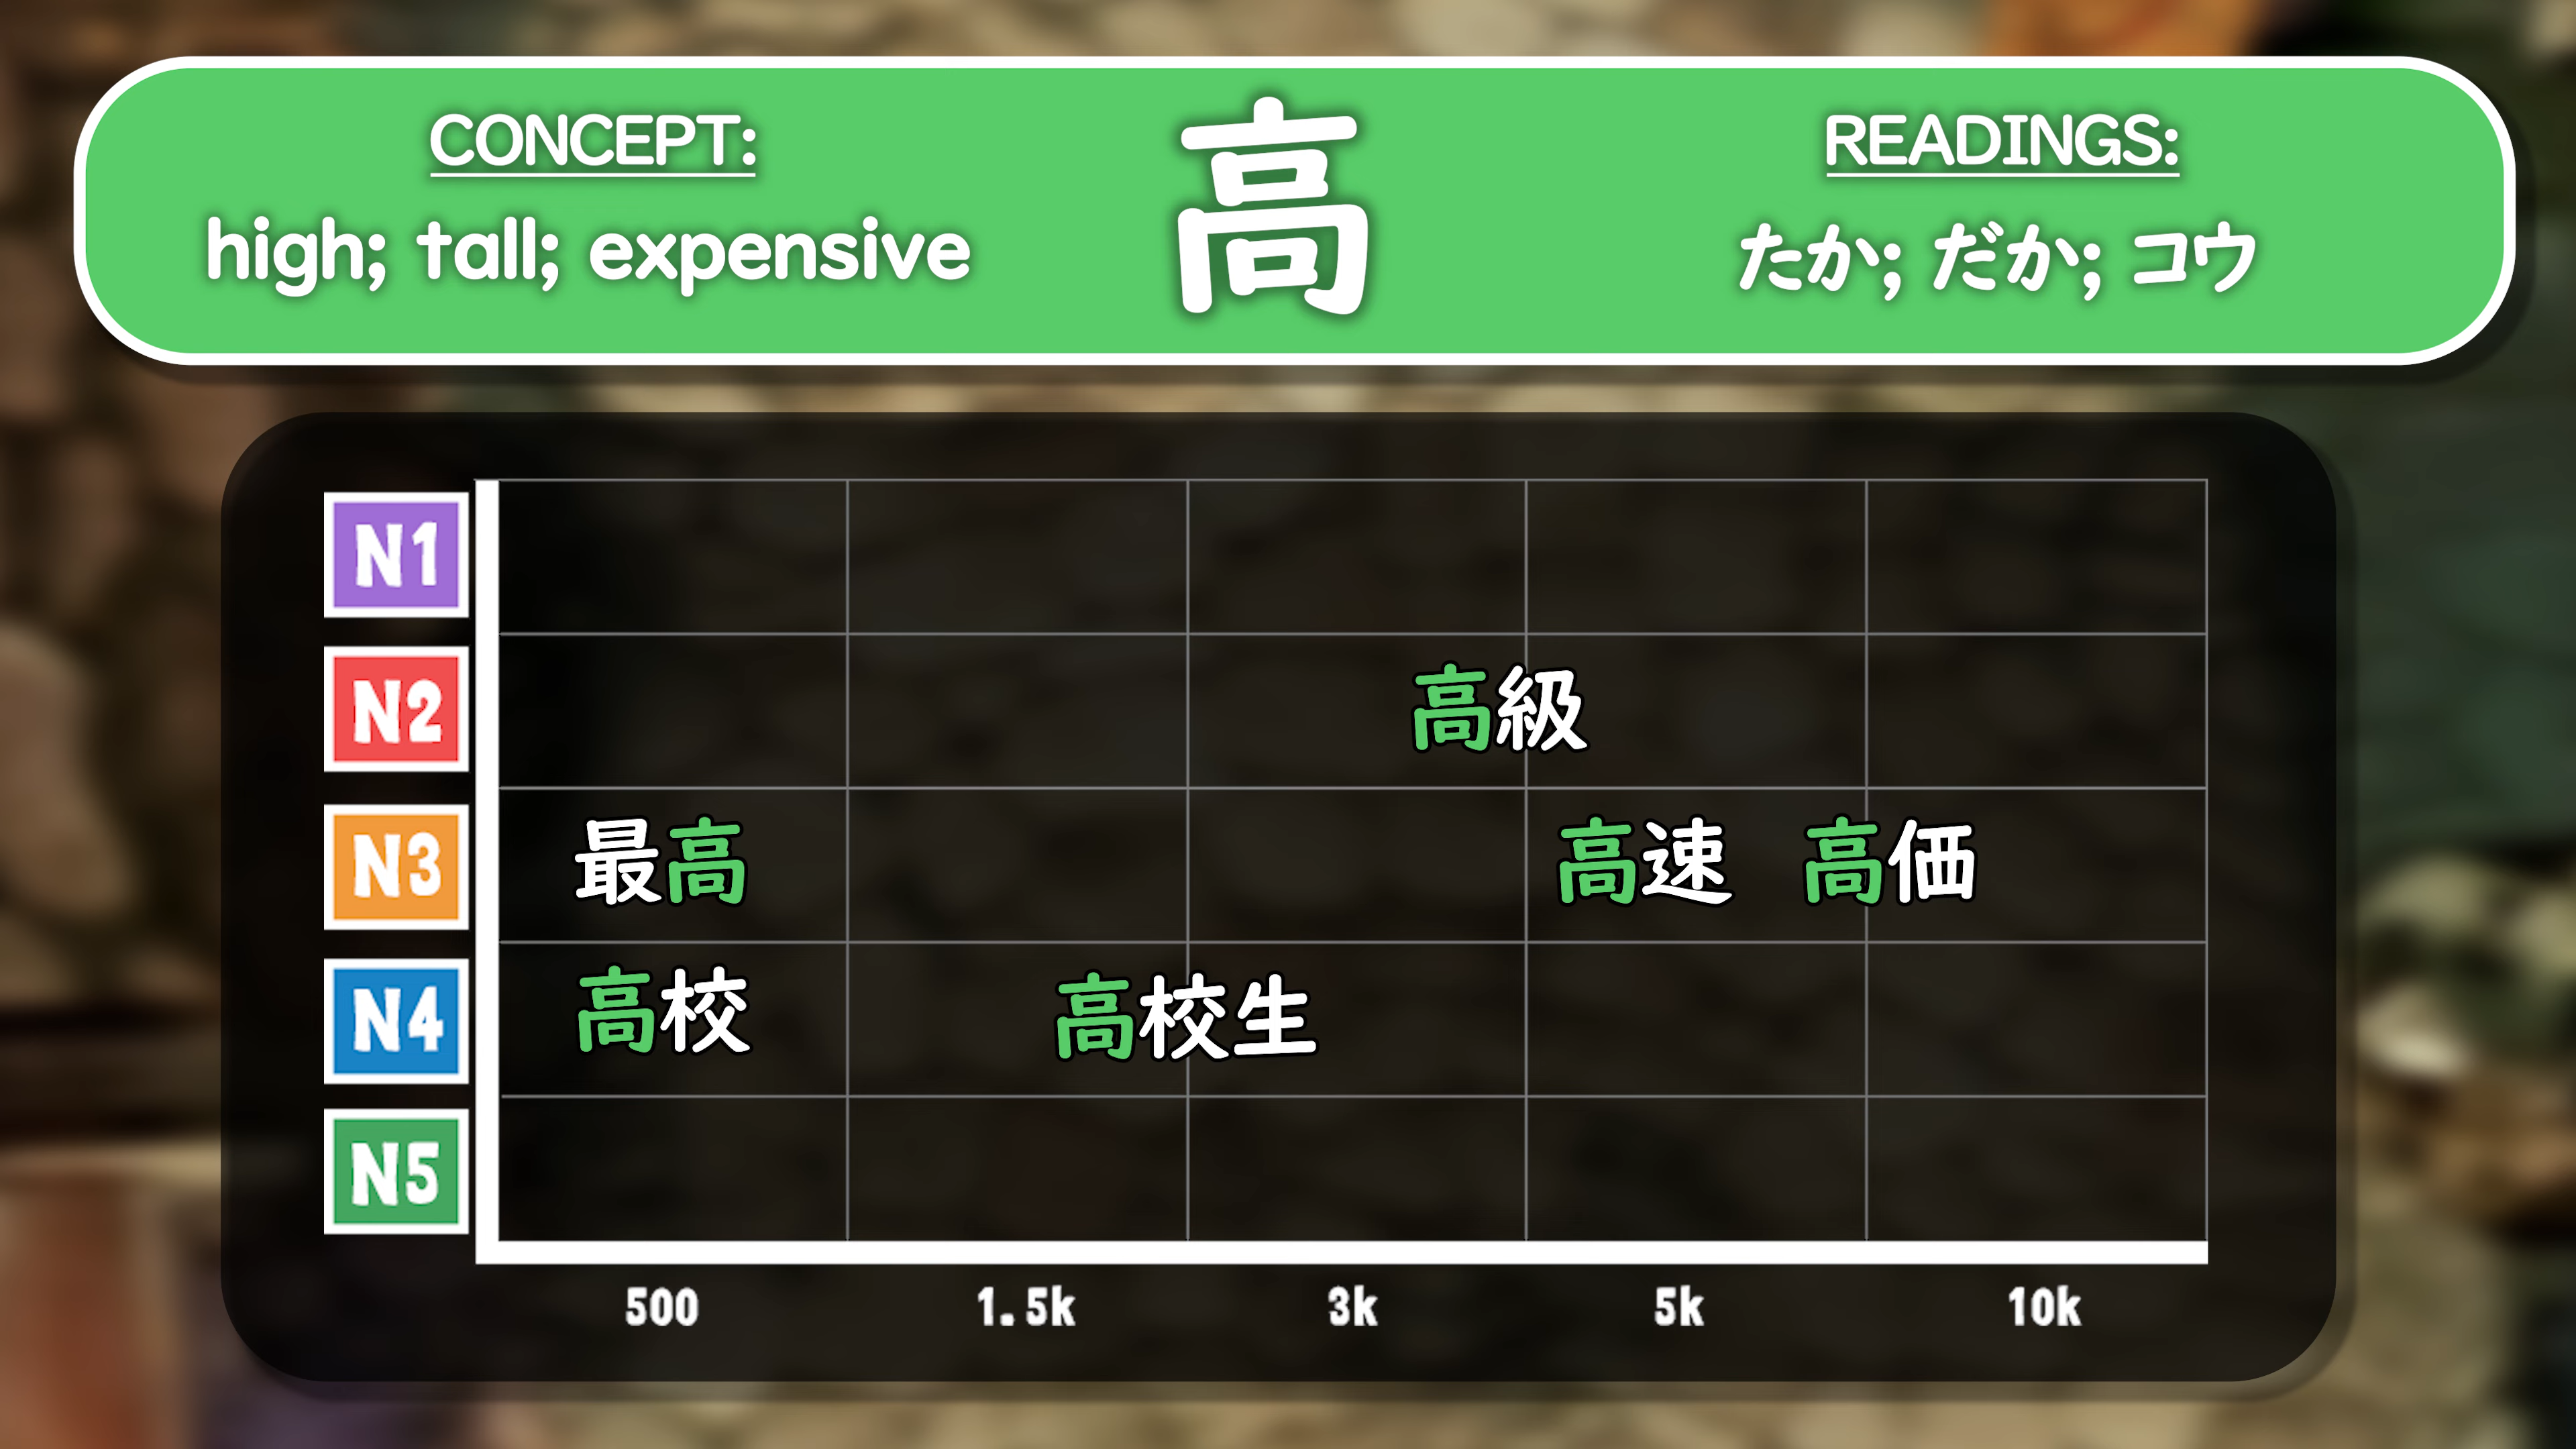 CONCEPT:
high; tall; expensive
高
READINGS:
たか; だか; コウ
N1
N2
高級
N3
最高
高速
高価
N4
高校
高校生
N5
500
1.5k
3k
5k
10k